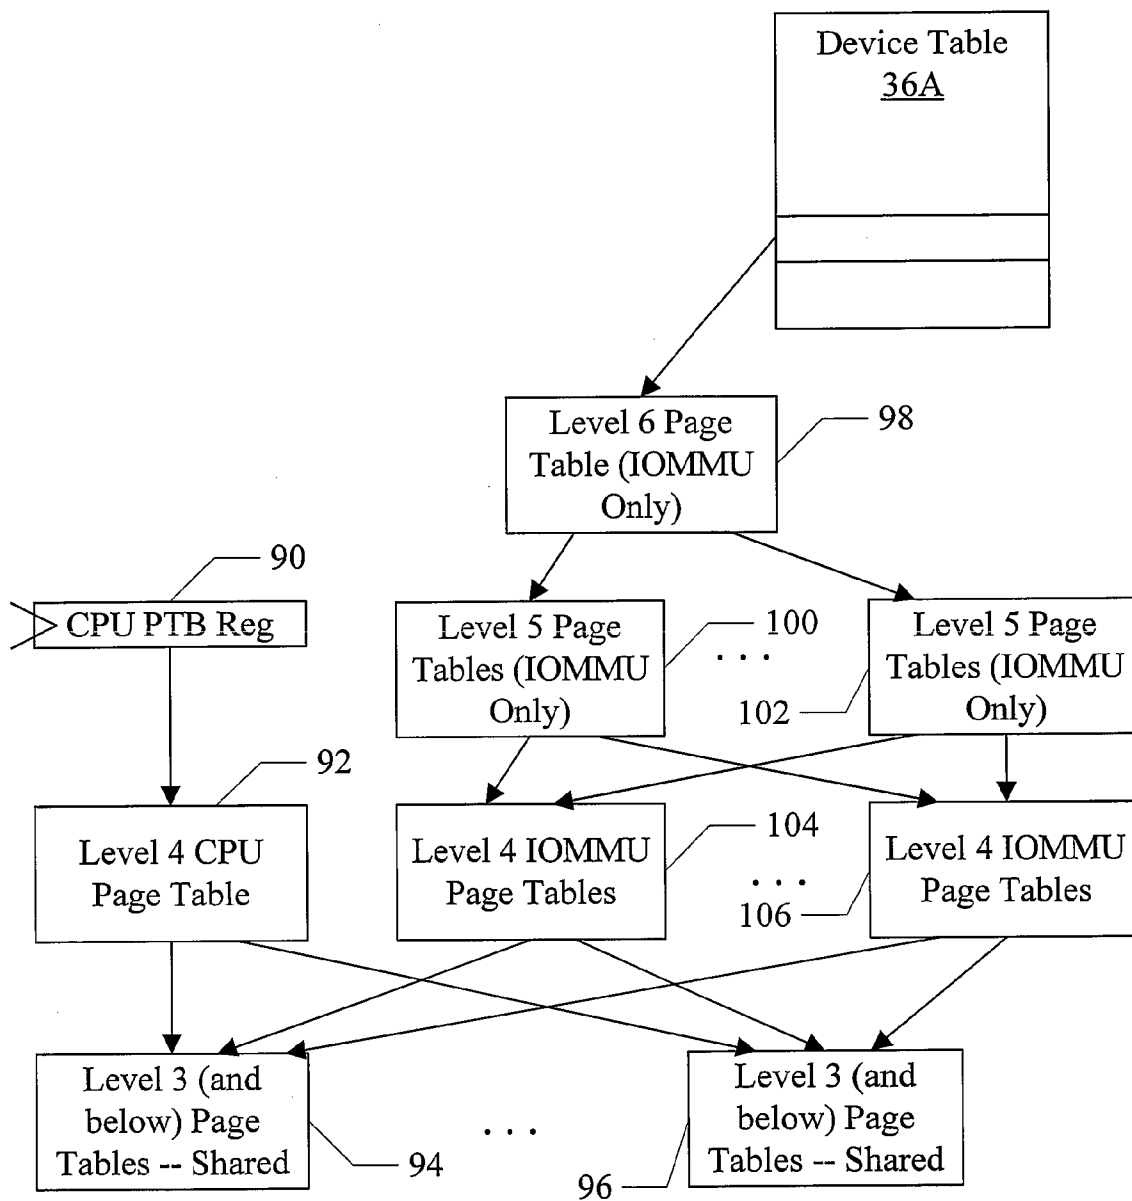 Device Table
36A
Level 6 Page
Table (IOMMU
Only)
98
90
CPU PTB Reg
Level 5 Page
Tables (IOMMU
Only)
100
. . .
102
Level 5 Page
Tables (IOMMU
Only)
92
Level 4 CPU
Page Table
Level 4 IOMMU
Page Tables
104
. . .
106
Level 4 IOMMU
Page Tables
Level 3 (and
below) Page
Tables -- Shared
94
. . .
96
Level 3 (and
below) Page
Tables -- Shared